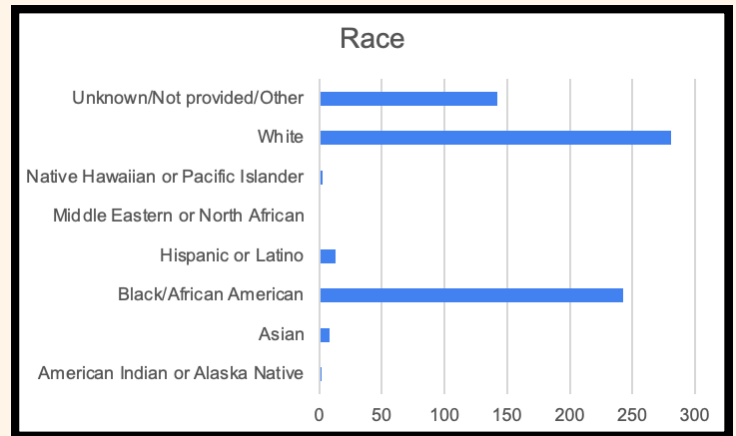 Race
Unknown/Not provided/Other
White
Native Hawaiian or Pacific Islander
Middle Eastern or North African
Hispanic or Latino
Black/African American
Asian
American Indian or Alaska Native
0 50 100 150 200 250 300